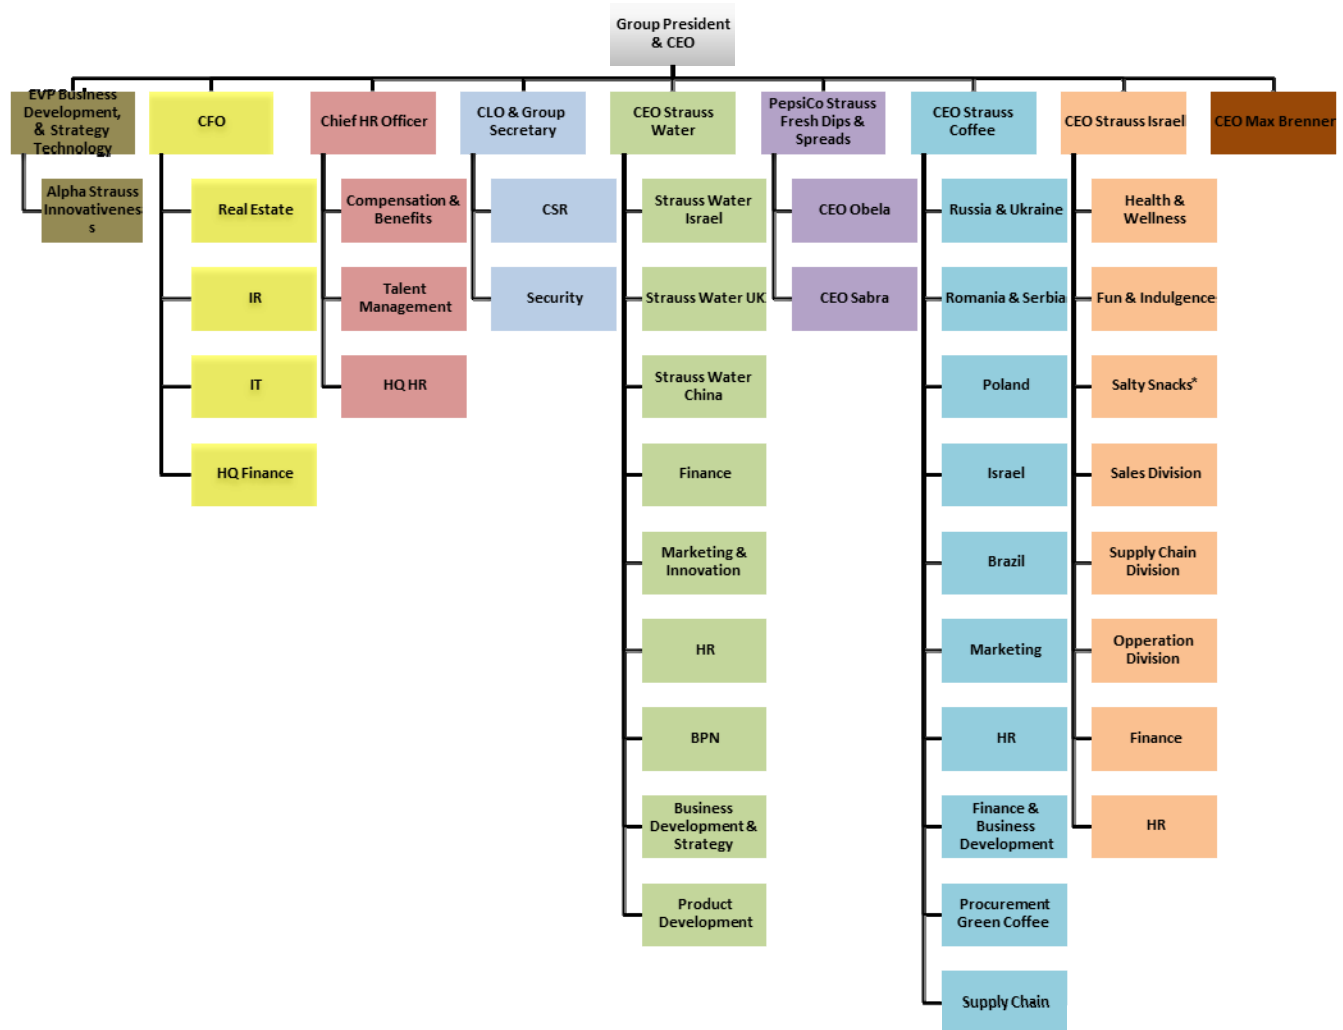 Group President
& CEO
EVP Business
Development,
& Strategy
Technology
CFO
Chief HR Officer
CLO & Group
Secretary
CEO Strauss
Water
PepsiCo Strauss
Fresh Dips &
Spreads
CEO Strauss
Coffee
CEO Strauss Israel
CEO Max Brenner
Alpha Strauss
Innovativenes
s
Real Estate
IR
IT
HQ Finance
Compensation &
Benefits
Talent
Management
HQ HR
CSR
Security
Strauss Water
Israel
Strauss Water UK
Strauss Water
China
Finance
Marketing &
Innovation
HR
BPN
Business
Development &
Strategy
Product
Development
CEO Obela
CEO Sabra
Russia & Ukraine
Romania & Serbia
Poland
Israel
Brazil
Marketing
HR
Finance &
Business
Development
Procurement
Green Coffee
Supply Chain
Health &
Wellness
Fun & Indulgence
Salty Snacks*
Sales Division
Supply Chain
Division
Opperation
Division
Finance
HR